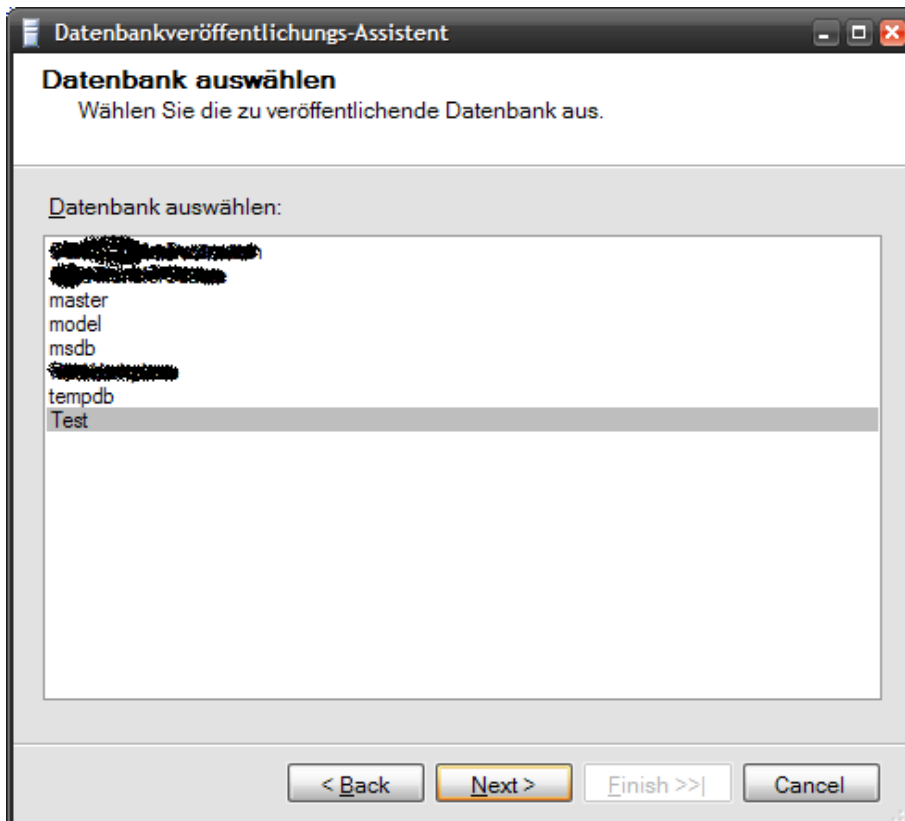 Datenbankveröffentlichungs-Assistent
Datenbank auswählen
Wählen Sie die zu veröffentlichende Datenbank aus.
Datenbank auswählen:
master
model
msdb
tempdb
Test
< Back Next > Finish >>| Cancel